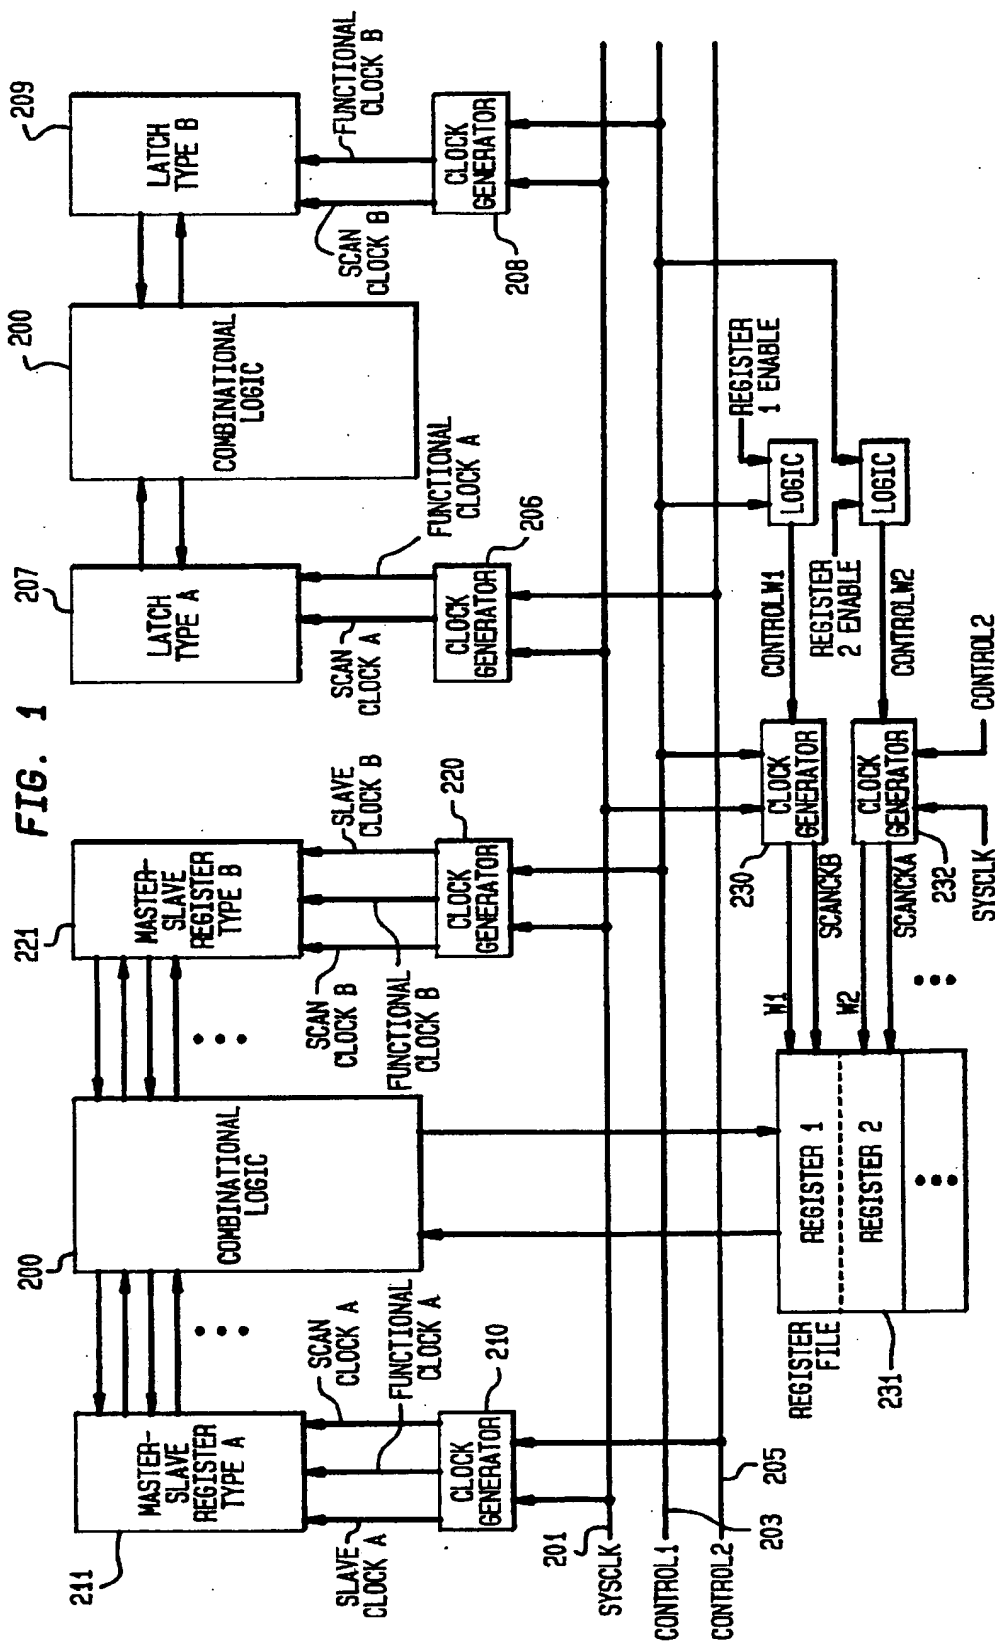 FIG. 1
211
MASTER-
SLAVE
REGISTER
TYPE A
200
COMBINATIONAL
LOGIC
221
MASTER-
SLAVE
REGISTER
TYPE B
207
LATCH
TYPE A
200
COMBINATIONAL
LOGIC
209
LATCH
TYPE B
SLAVE
CLOCK A
SCAN
CLOCK A
FUNCTIONAL
CLOCK A
CLOCK
GENERATOR
210
SCAN
CLOCK B
FUNCTIONAL
CLOCK B
SLAVE
CLOCK B
CLOCK
GENERATOR
220
SCAN
CLOCK A
FUNCTIONAL
CLOCK A
CLOCK
GENERATOR
206
SCAN
CLOCK B
FUNCTIONAL
CLOCK B
CLOCK
GENERATOR
208
201
SYSCLK
CONTROL1
203
CONTROL2
205
REGISTER
FILE
231
REGISTER 1
REGISTER 2
W1
SCANCKB
W2
SCANCKA
230
CLOCK
GENERATOR
CLOCK
GENERATOR
232
SYSCLK
CONTROL2
CONTROLW1
REGISTER
2 ENABLE
CONTROLW2
LOGIC
LOGIC
REGISTER
1 ENABLE